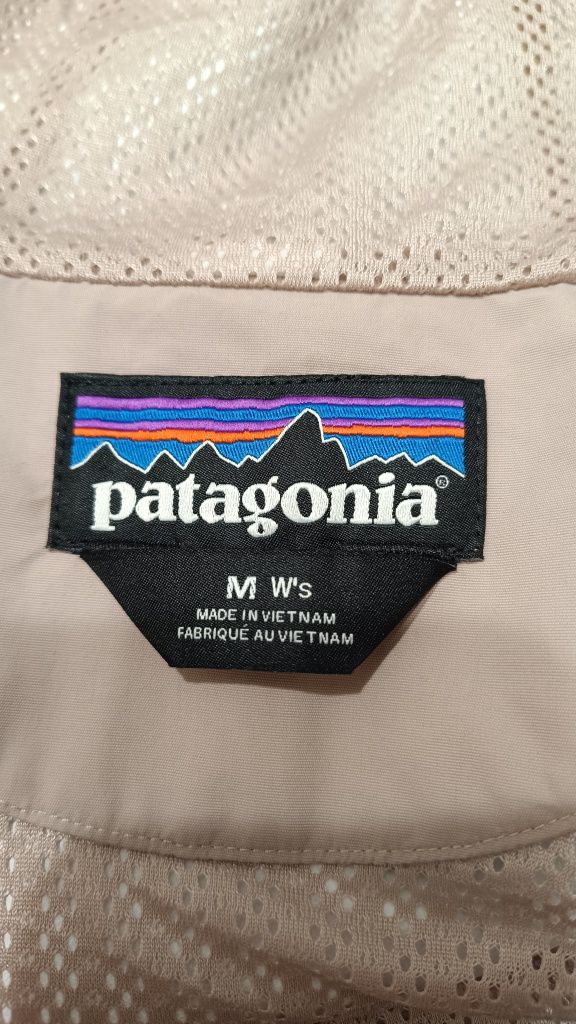 patagonia®
M W's
MADE IN VIETNAM
FABRIQUÉ AU VIETNAM